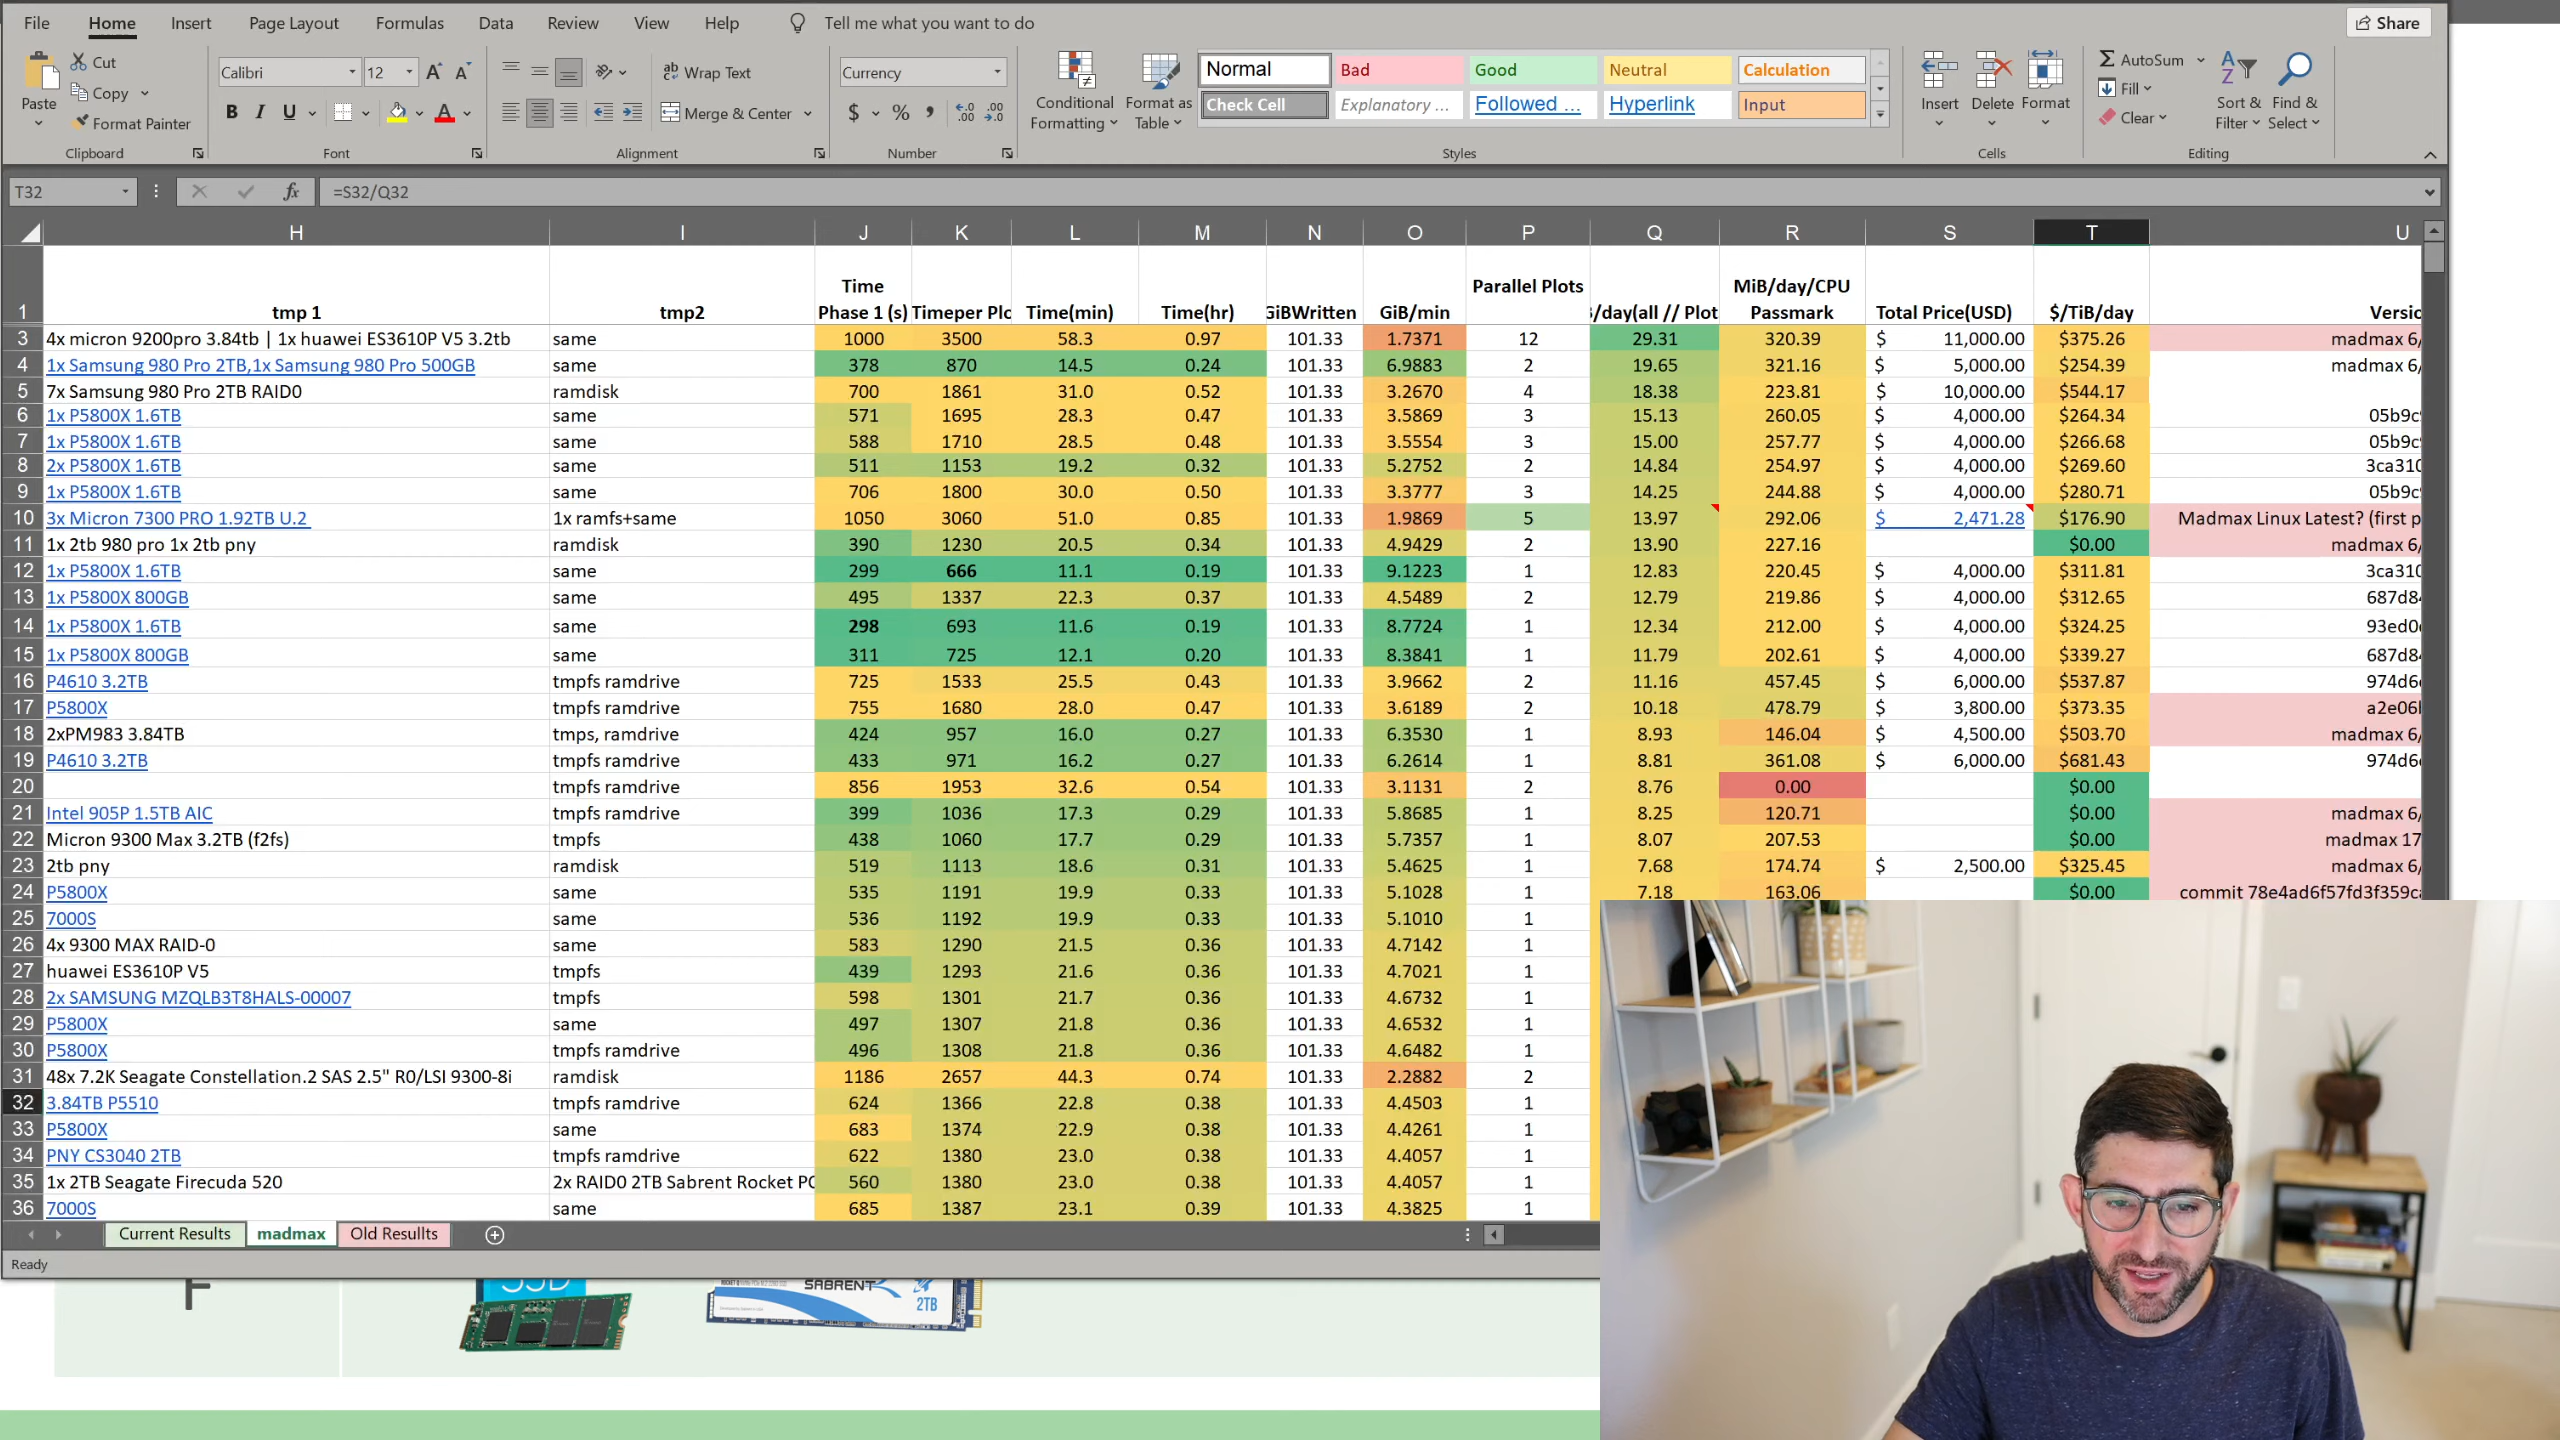 File Home Insert Page Layout Formulas Data Review View Help Tell me what you want to do Share
Paste Cut Copy Format Painter Clipboard
Calibri 12 B I U Font
Wrap Text Merge & Center Alignment
Currency $ % Number
Conditional Formatting Format as Table
Normal Bad Good Neutral Calculation
Check Cell Explanatory ... Followed ... Hyperlink Input
Styles
Insert Delete Format Cells
AutoSum Fill Clear Sort & Filter Find & Select Editing
T32 fx =S32/Q32
H I J K L M N O P Q R S T U
1 tmp 1 tmp2 Time Phase 1 (s) Timeper Plo Time(min) Time(hr) GiBWritten GiB/min Parallel Plots /day(all // Plot MiB/day/CPU Passmark Total Price(USD) $/TiB/day Versio
3 4x micron 9200pro 3.84tb | 1x huawei ES3610P V5 3.2tb same 1000 3500 58.3 0.97 101.33 1.7371 12 29.31 320.39 $ 11,000.00 $375.26 madmax 6/
4 1x Samsung 980 Pro 2TB,1x Samsung 980 Pro 500GB same 378 870 14.5 0.24 101.33 6.9883 2 19.65 321.16 $ 5,000.00 $254.39 madmax 6/
5 7x Samsung 980 Pro 2TB RAID0 ramdisk 700 1861 31.0 0.52 101.33 3.2670 4 18.38 223.81 $ 10,000.00 $544.17
6 1x P5800X 1.6TB same 571 1695 28.3 0.47 101.33 3.5869 3 15.13 260.05 $ 4,000.00 $264.34 05b9c
7 1x P5800X 1.6TB same 588 1710 28.5 0.48 101.33 3.5554 3 15.00 257.77 $ 4,000.00 $266.68 05b9c
8 2x P5800X 1.6TB same 511 1153 19.2 0.32 101.33 5.2752 2 14.84 254.97 $ 4,000.00 $269.60 3ca310
9 1x P5800X 1.6TB same 706 1800 30.0 0.50 101.33 3.3777 3 14.25 244.88 $ 4,000.00 $280.71 05b9c
10 3x Micron 7300 PRO 1.92TB U.2 1x ramfs+same 1050 3060 51.0 0.85 101.33 1.9869 5 13.97 292.06 $ 2,471.28 $176.90 Madmax Linux Latest? (first p
11 1x 2tb 980 pro 1x 2tb pny ramdisk 390 1230 20.5 0.34 101.33 4.9429 2 13.90 227.16 $0.00 madmax 6/
12 1x P5800X 1.6TB same 299 666 11.1 0.19 101.33 9.1223 1 12.83 220.45 $ 4,000.00 $311.81 3ca310
13 1x P5800X 800GB same 495 1337 22.3 0.37 101.33 4.5489 2 12.79 219.86 $ 4,000.00 $312.65 687d84
14 1x P5800X 1.6TB same 298 693 11.6 0.19 101.33 8.7724 1 12.34 212.00 $ 4,000.00 $324.25 93ed0
15 1x P5800X 800GB same 311 725 12.1 0.20 101.33 8.3841 1 11.79 202.61 $ 4,000.00 $339.27 687d84
16 P4610 3.2TB tmpfs ramdrive 725 1533 25.5 0.43 101.33 3.9662 2 11.16 457.45 $ 6,000.00 $537.87 974d6
17 P5800X tmpfs ramdrive 755 1680 28.0 0.47 101.33 3.6189 2 10.18 478.79 $ 3,800.00 $373.35 a2e06
18 2xPM983 3.84TB tmps, ramdrive 424 957 16.0 0.27 101.33 6.3530 1 8.93 146.04 $ 4,500.00 $503.70 madmax 6/
19 P4610 3.2TB tmpfs ramdrive 433 971 16.2 0.27 101.33 6.2614 1 8.81 361.08 $ 6,000.00 $681.43 974d6
20 tmpfs ramdrive 856 1953 32.6 0.54 101.33 3.1131 2 8.76 0.00 $0.00
21 Intel 905P 1.5TB AIC tmpfs ramdrive 399 1036 17.3 0.29 101.33 5.8685 1 8.25 120.71 $0.00 madmax 6/
22 Micron 9300 Max 3.2TB (f2fs) tmpfs 438 1060 17.7 0.29 101.33 5.7357 1 8.07 207.53 $0.00 madmax 17
23 2tb pny ramdisk 519 1113 18.6 0.31 101.33 5.4625 1 7.68 174.74 $ 2,500.00 $325.45 madmax 6/
24 P5800X same 535 1191 19.9 0.33 101.33 5.1028 1 7.18 163.06 $0.00 commit 78e4ad6f57fd3f359c
25 7000S same 536 1192 19.9 0.33 101.33 5.1010 1
26 4x 9300 MAX RAID-0 same 583 1290 21.5 0.36 101.33 4.7142 1
27 huawei ES3610P V5 tmpfs 439 1293 21.6 0.36 101.33 4.7021 1
28 2x SAMSUNG MZQLB3T8HALS-00007 tmpfs 598 1301 21.7 0.36 101.33 4.6732 1
29 P5800X same 497 1307 21.8 0.36 101.33 4.6532 1
30 P5800X tmpfs ramdrive 496 1308 21.8 0.36 101.33 4.6482 1
31 48x 7.2K Seagate Constellation.2 SAS 2.5" R0/LSI 9300-8i ramdisk 1186 2657 44.3 0.74 101.33 2.2882 2
32 3.84TB P5510 tmpfs ramdrive 624 1366 22.8 0.38 101.33 4.4503 1
33 P5800X same 683 1374 22.9 0.38 101.33 4.4261 1
34 PNY CS3040 2TB tmpfs ramdrive 622 1380 23.0 0.38 101.33 4.4057 1
35 1x 2TB Seagate Firecuda 520 2x RAID0 2TB Sabrent Rocket PC 560 1380 23.0 0.38 101.33 4.4057 1
36 7000S same 685 1387 23.1 0.39 101.33 4.3825 1
Current Results madmax Old Resullts
Ready
F SSD SABRENT 2TB